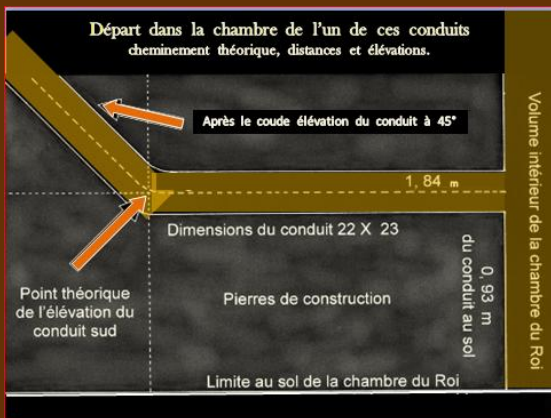 Départ dans la chambre de l'un de ces conduits
cheminement théorique, distances et élévations.
Après le coude élévation du conduit à 45°
1, 84 m
Dimensions du conduit 22 X 23
Point théorique
de l'élévation du
conduit sud
Pierres de construction
0, 93 m
du conduit au sol
Limite au sol de la chambre du Roi
Volume intérieur de la chambre du Roi